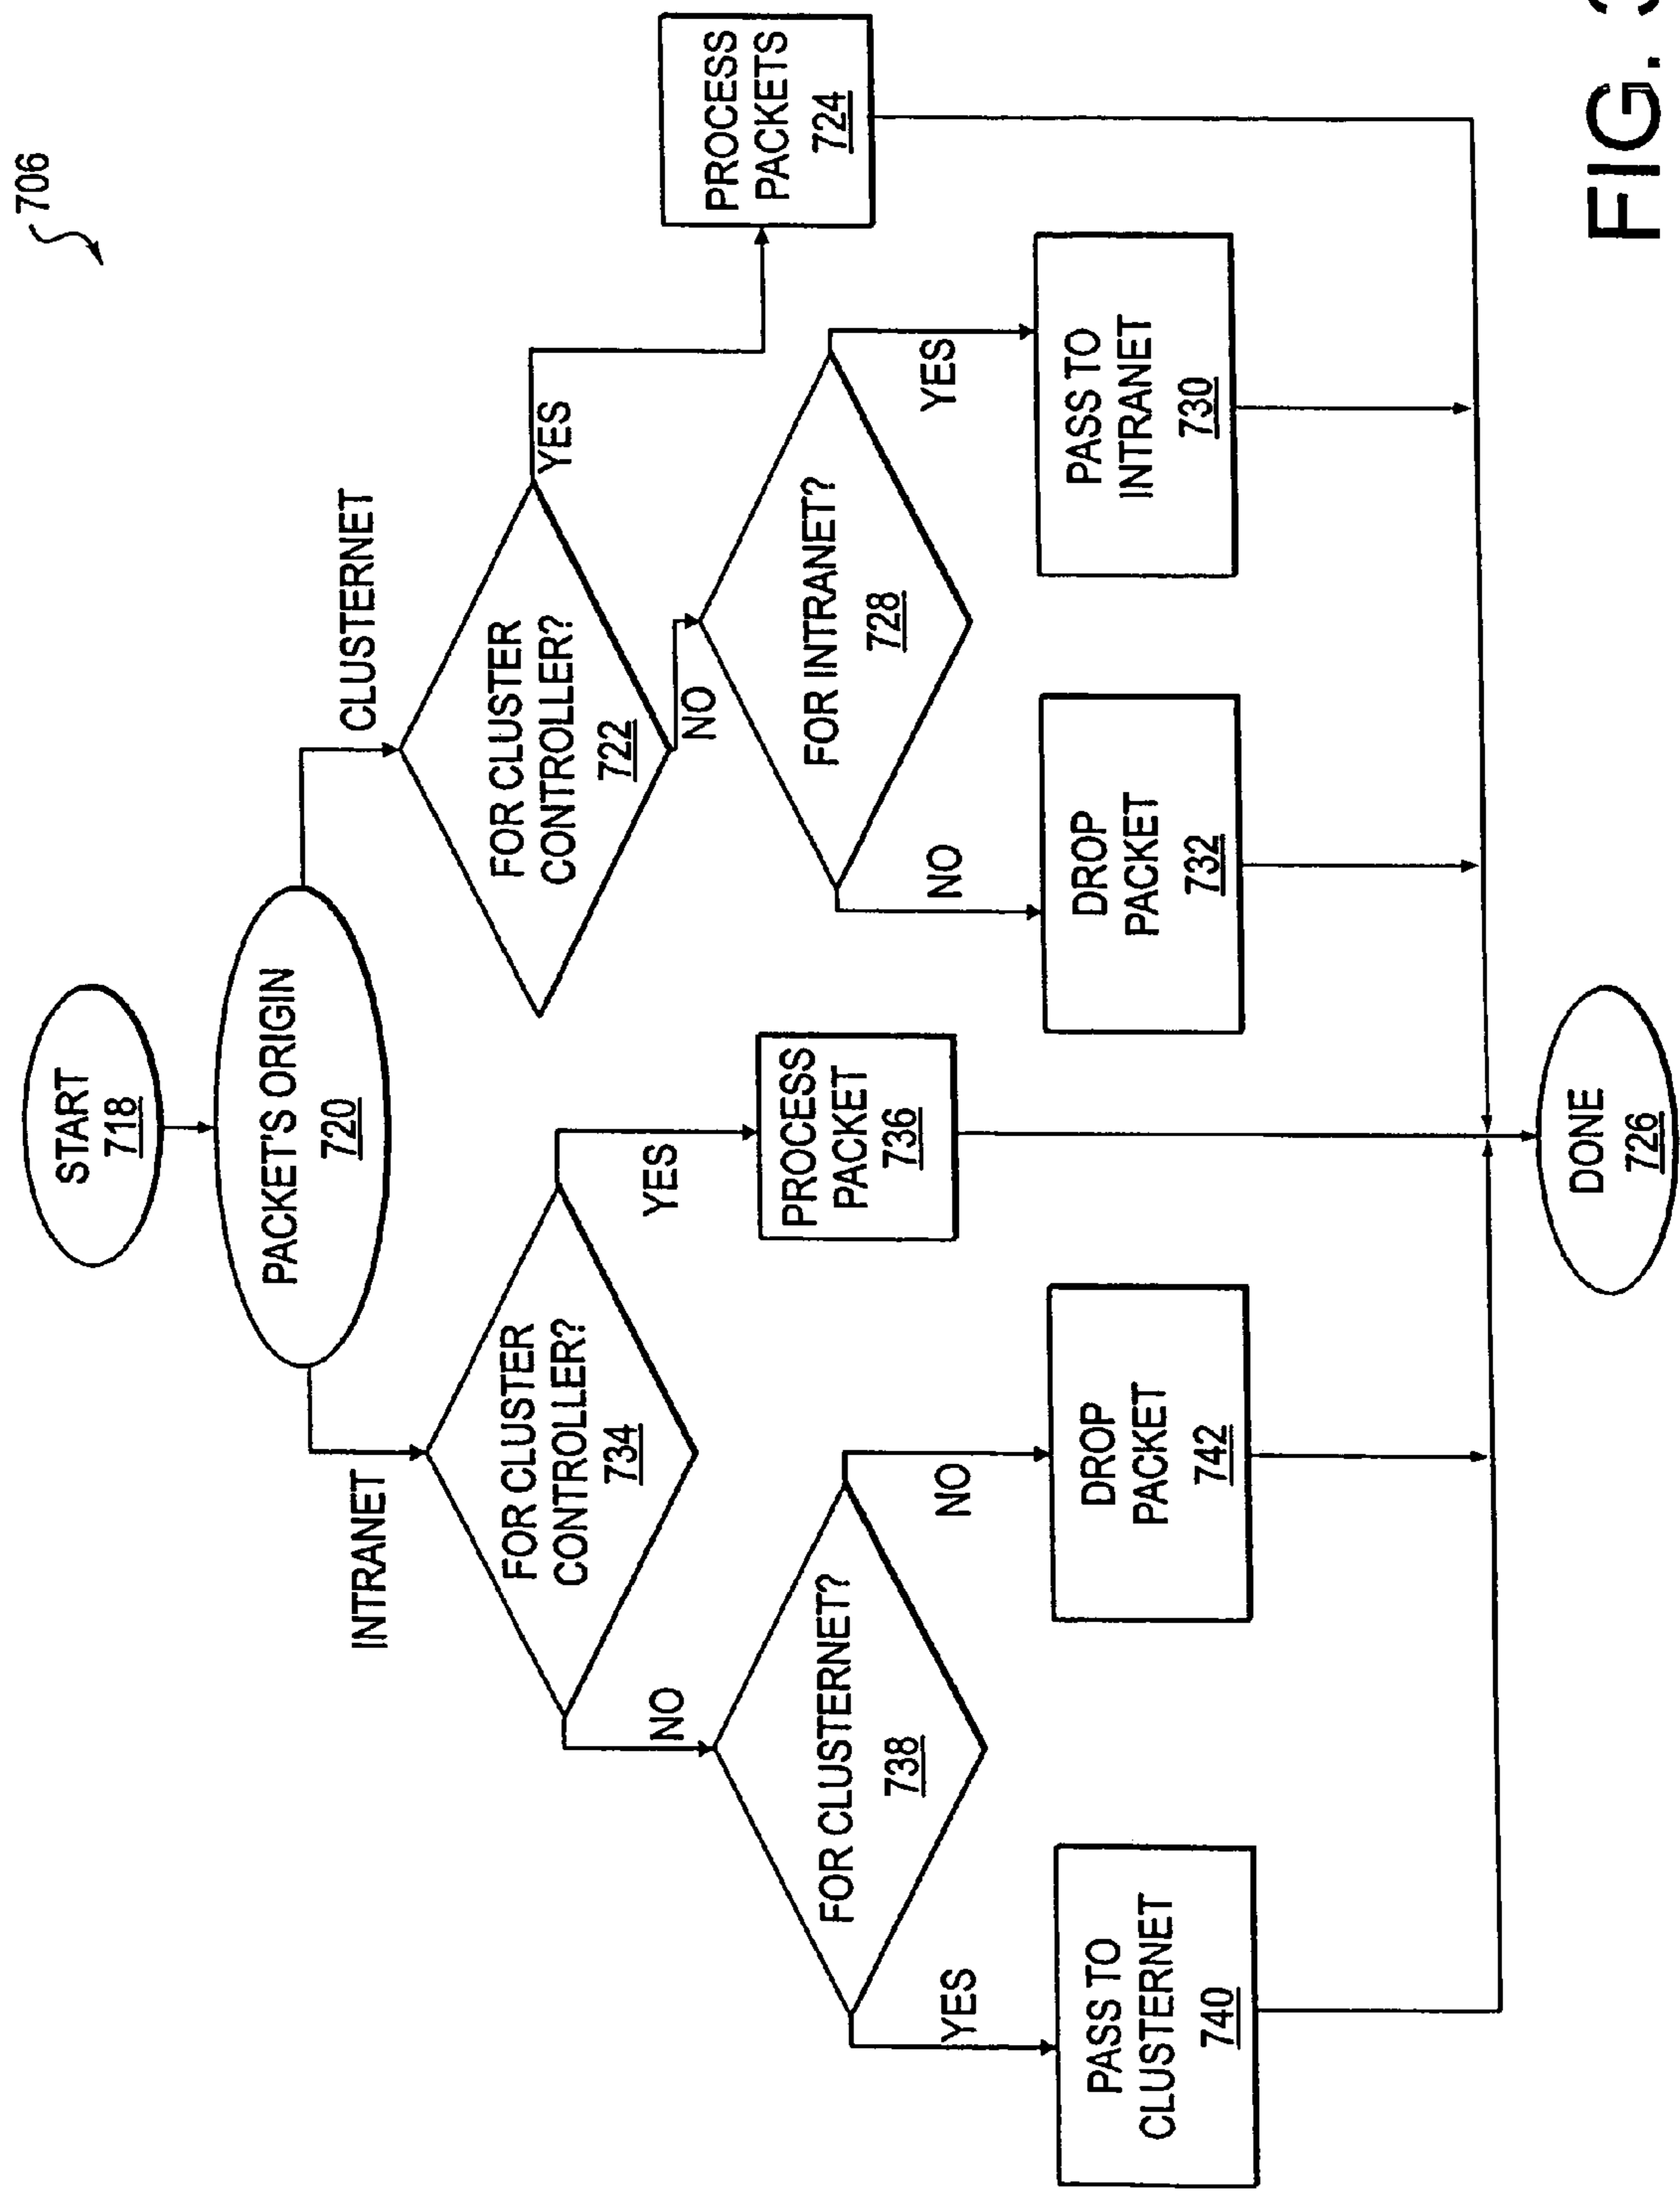 706
START
718
PACKET'S ORIGIN
720
INTRANET
CLUSTERNET
FOR CLUSTER
CONTROLLER?
734
FOR CLUSTER
CONTROLLER?
722
NO
YES
NO
YES
FOR CLUSTERNET?
738
PROCESS
PACKET
736
FOR INTRANET?
728
PROCESS
PACKETS
724
YES
NO
NO
YES
PASS TO
CLUSTERNET
740
DROP
PACKET
742
DROP
PACKET
732
PASS TO
INTRANET
730
DONE
726
FIG.